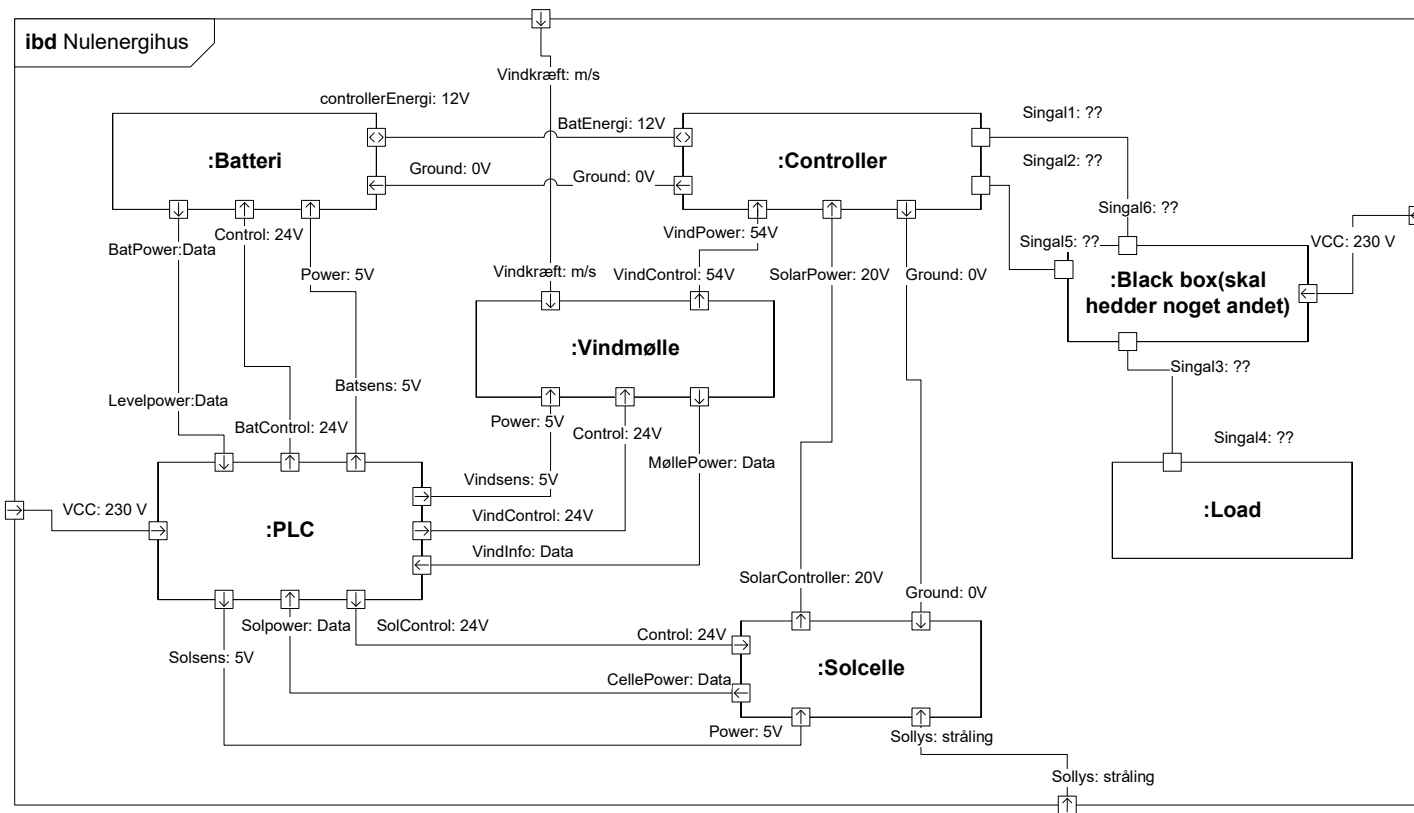 ibd Nulenergihus
Vindkræft: m/s
controllerEnergi: 12V
BatEnergi: 12V
Singal1: ??
:Batteri
:Controller
Singal2: ??
Ground: 0V
Ground: 0V
Singal6: ??
BatPower:Data
Control: 24V
VindPower: 54V
Singal5: ??
VCC: 230 V
Power: 5V
Vindkræft: m/s
VindControl: 54V
SolarPower: 20V
Ground: 0V
:Black box(skal
hedder noget andet)
:Vindmølle
Singal3: ??
Batsens: 5V
Levelpower:Data
BatControl: 24V
Power: 5V
Control: 24V
Singal4: ??
MøllePower: Data
Vindsens: 5V
VCC: 230 V
VindControl: 24V
:PLC
:Load
VindInfo: Data
SolarController: 20V
Ground: 0V
Solpower: Data
SolControl: 24V
Control: 24V
Solsens: 5V
:Solcelle
CellePower: Data
Power: 5V
Sollys: stråling
Sollys: stråling